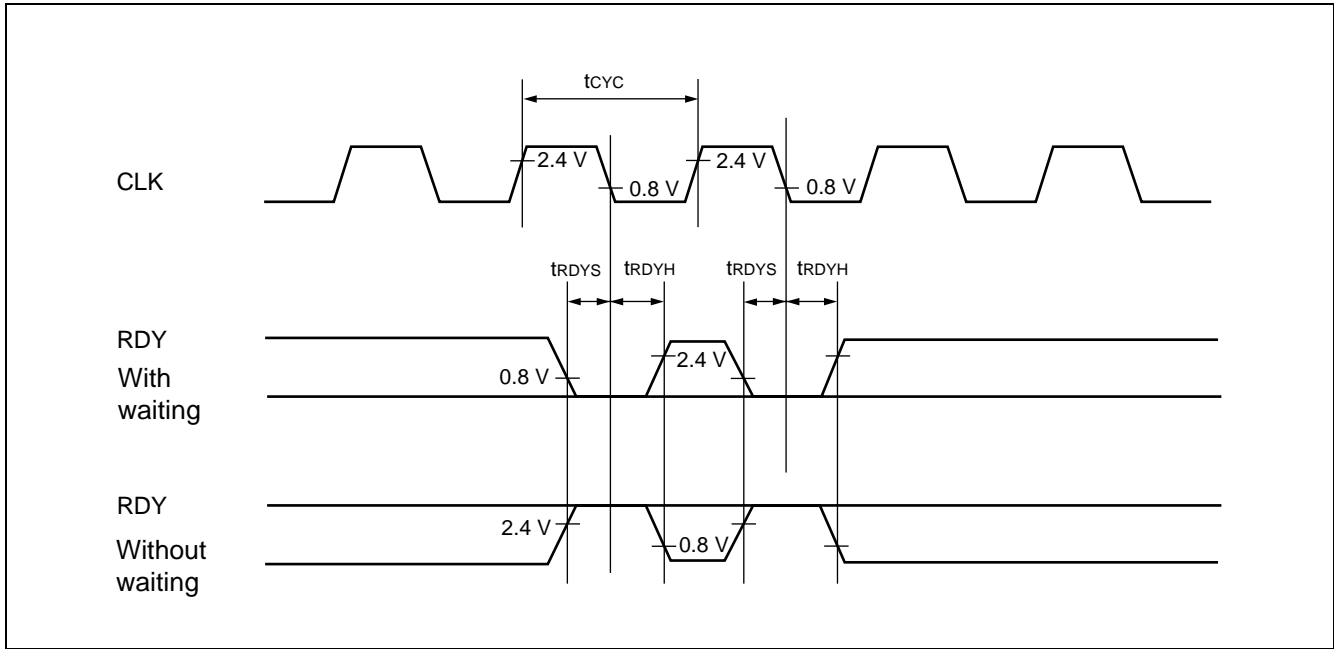 tCYC
CLK
2.4 V
0.8 V
2.4 V
0.8 V
tRDYS
tRDYH
tRDYS
tRDYH
RDY
With
waiting
0.8 V
2.4 V
RDY
Without
waiting
2.4 V
0.8 V